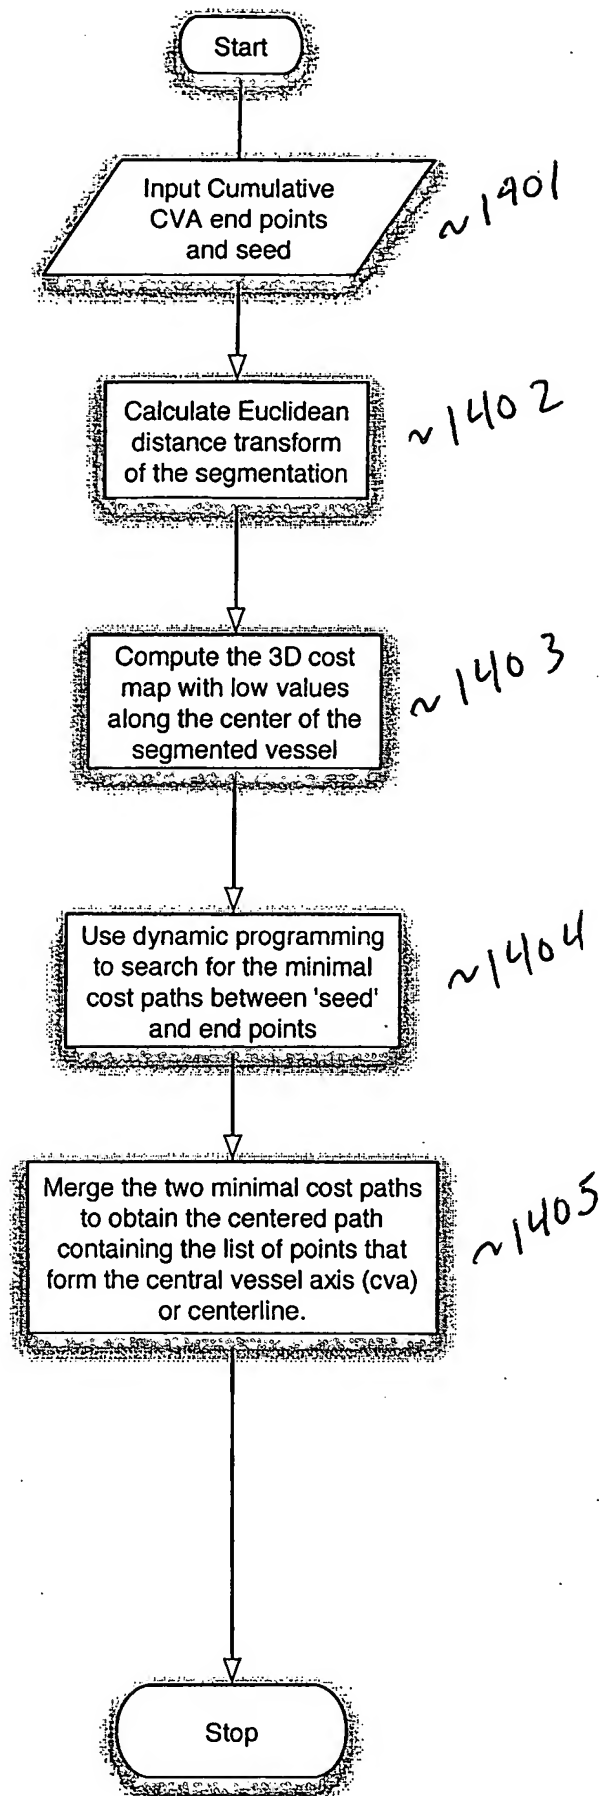 Start
Input Cumulative
CVA end points
and seed
~1401
Calculate Euclidean
distance transform
of the segmentation
~1402
Compute the 3D cost
map with low values
along the center of the
segmented vessel
~1403
Use dynamic programming
to search for the minimal
cost paths between 'seed'
and end points
~1404
Merge the two minimal cost paths
to obtain the centered path
containing the list of points that
form the central vessel axis (cva)
or centerline.
~1405
Stop